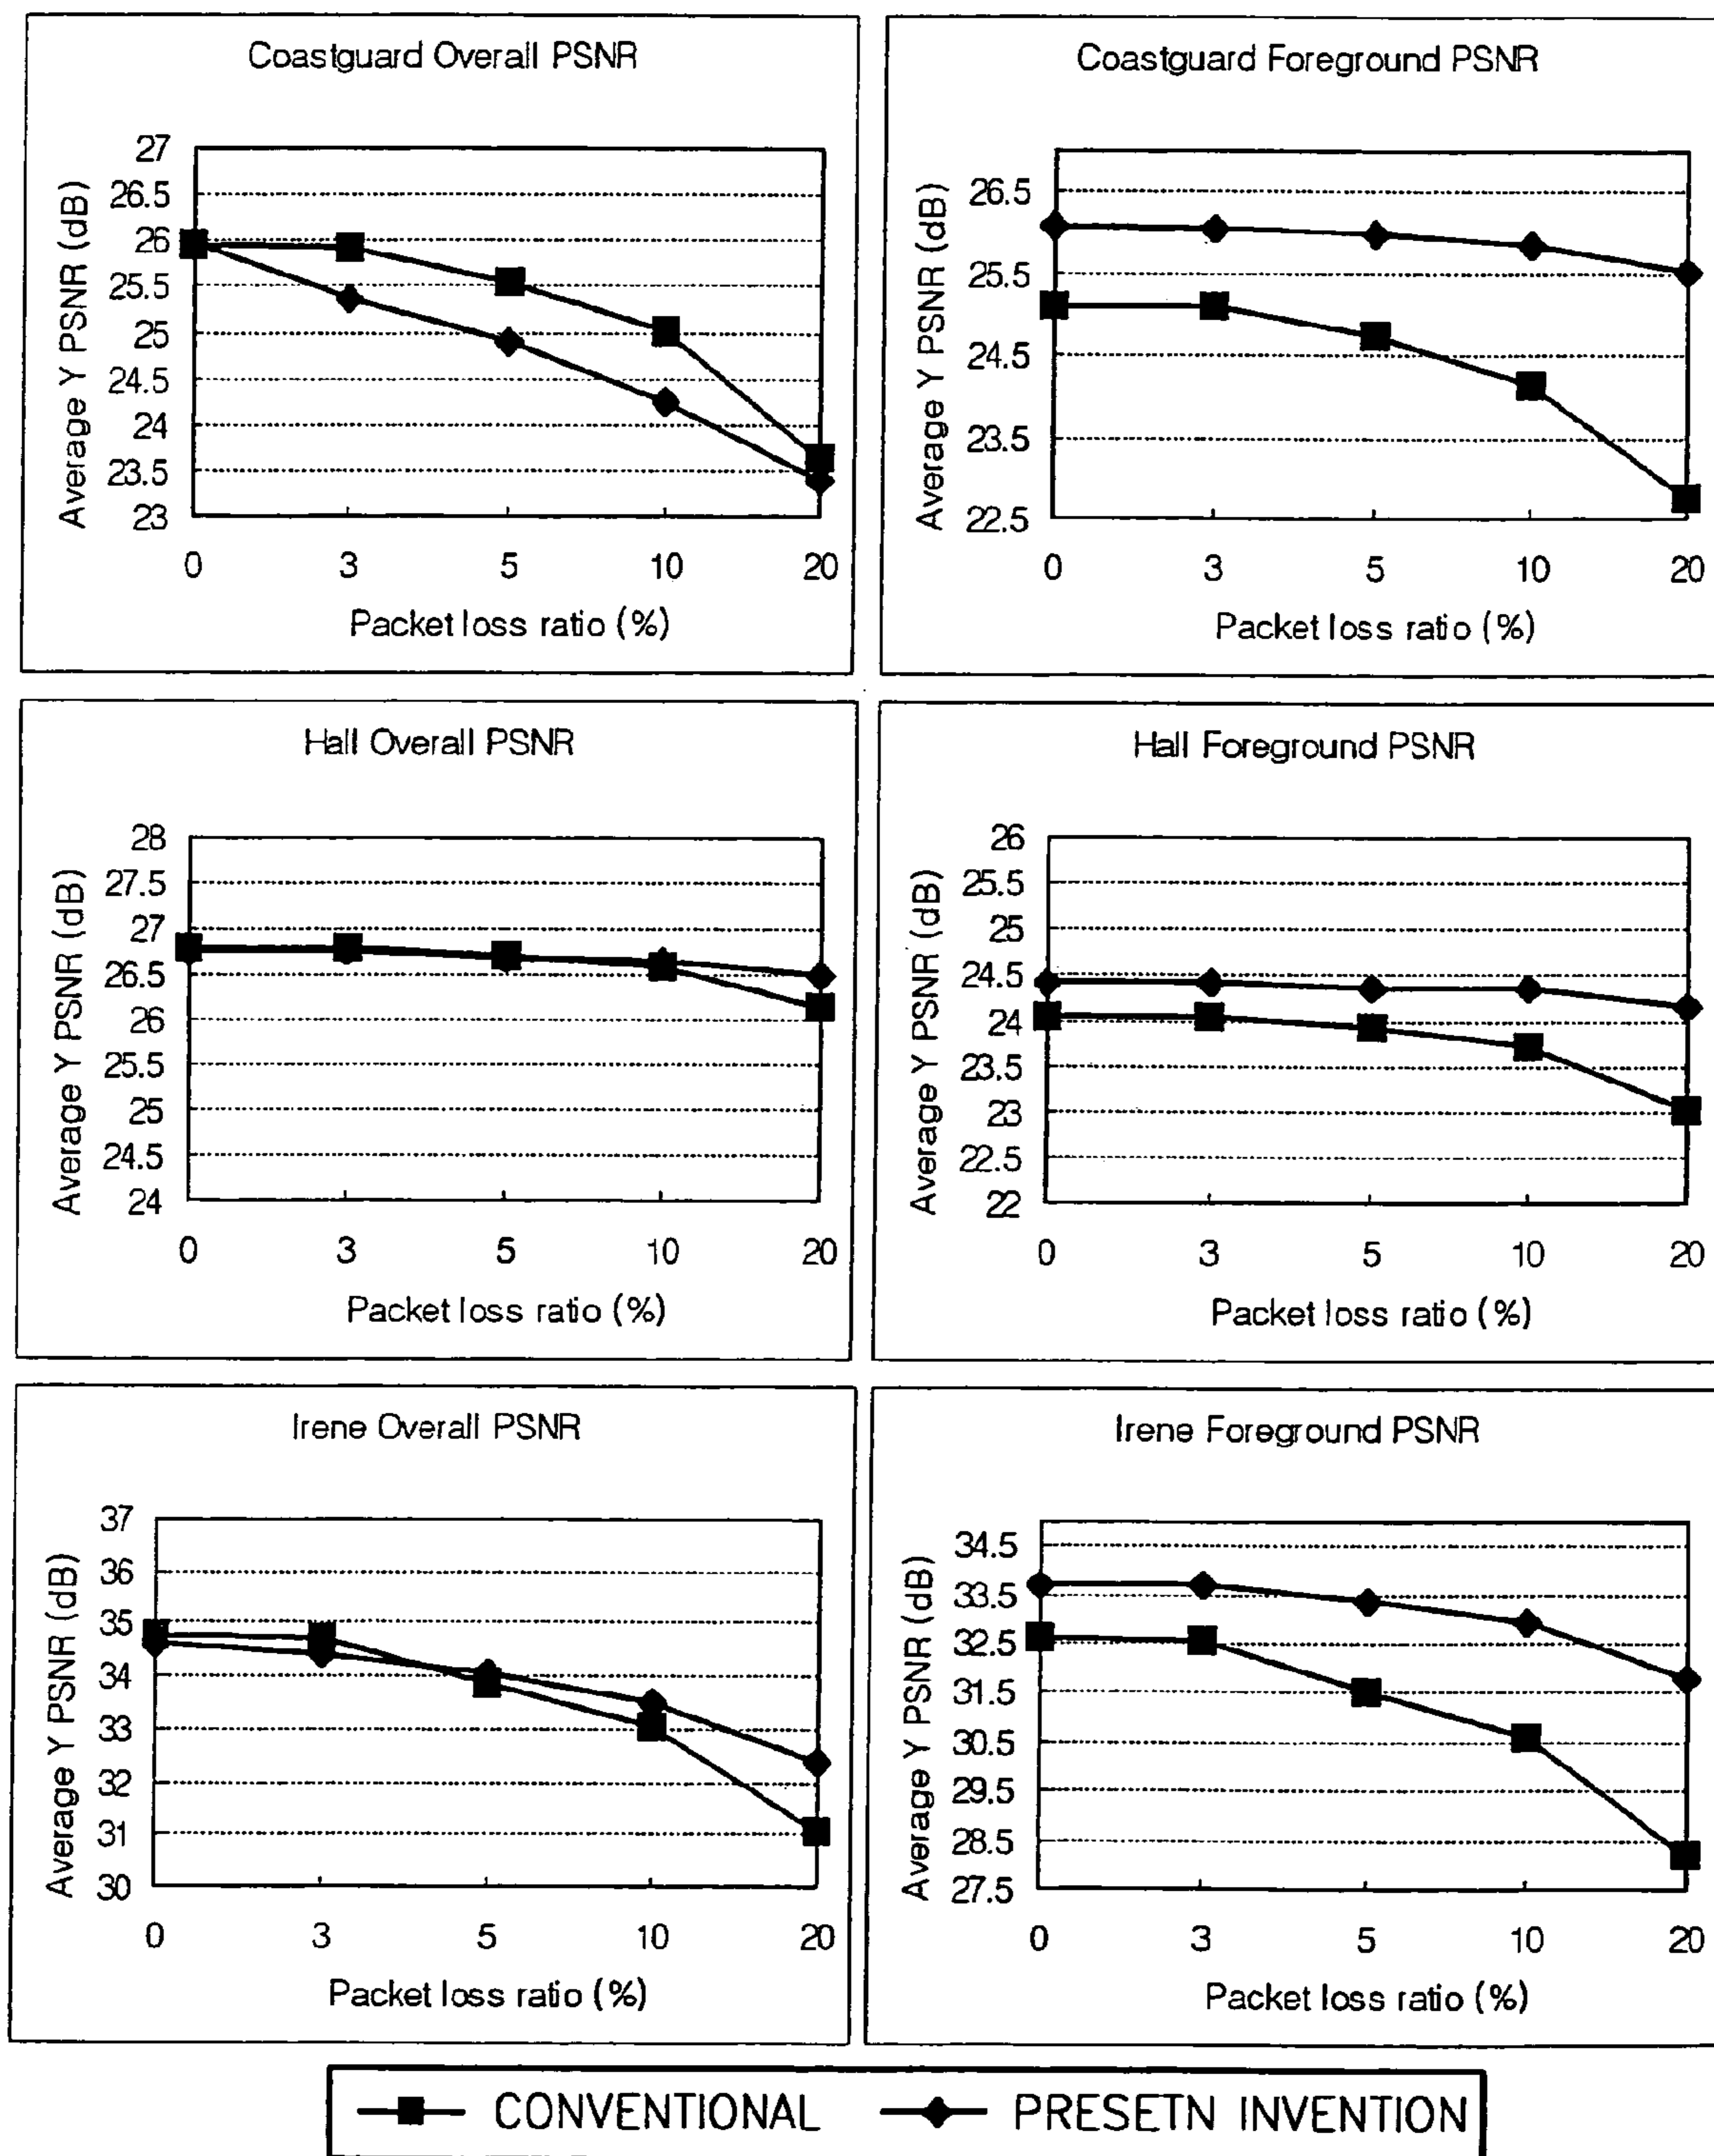 Coastguard Overall PSNR
Average Y PSNR (dB)
27
26.5
26
25.5
25
24.5
24
23.5
23
0 3 5 10 20
Packet loss ratio (%)
Coastguard Foreground PSNR
Average Y PSNR (dB)
26.5
25.5
24.5
23.5
22.5
0 3 5 10 20
Packet loss ratio (%)
Hall Overall PSNR
Average Y PSNR (dB)
28
27.5
27
26.5
26
25.5
25
24.5
24
0 3 5 10 20
Packet loss ratio (%)
Hall Foreground PSNR
Average Y PSNR (dB)
26
25.5
25
24.5
24
23.5
23
22.5
22
0 3 5 10 20
Packet loss ratio (%)
Irene Overall PSNR
Average Y PSNR (dB)
37
36
35
34
33
32
31
30
0 3 5 10 20
Packet loss ratio (%)
Irene Foreground PSNR
Average Y PSNR (dB)
34.5
33.5
32.5
31.5
30.5
29.5
28.5
27.5
0 3 5 10 20
Packet loss ratio (%)
CONVENTIONAL PRESETN INVENTION